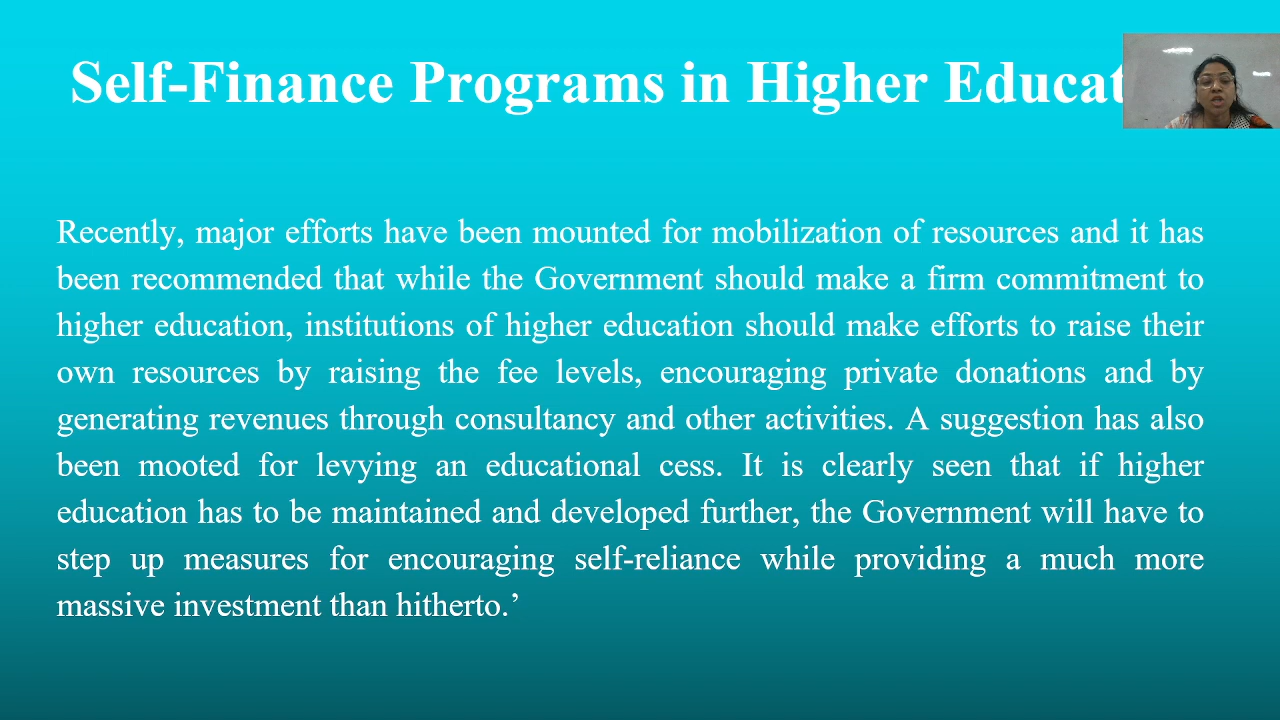 Self-Finance Programs in Higher Educat
Recently, major efforts have been mounted for mobilization of resources and it has
been recommended that while the Government should make a firm commitment to
higher education, institutions of higher education should make efforts to raise their
own resources by raising the fee levels, encouraging private donations and by
generating revenues through consultancy and other activities. A suggestion has also
been mooted for levying an educational cess. It is clearly seen that if higher
education has to be maintained and developed further, the Government will have to
step up measures for encouraging self-reliance while providing a much more
massive investment than hitherto.’